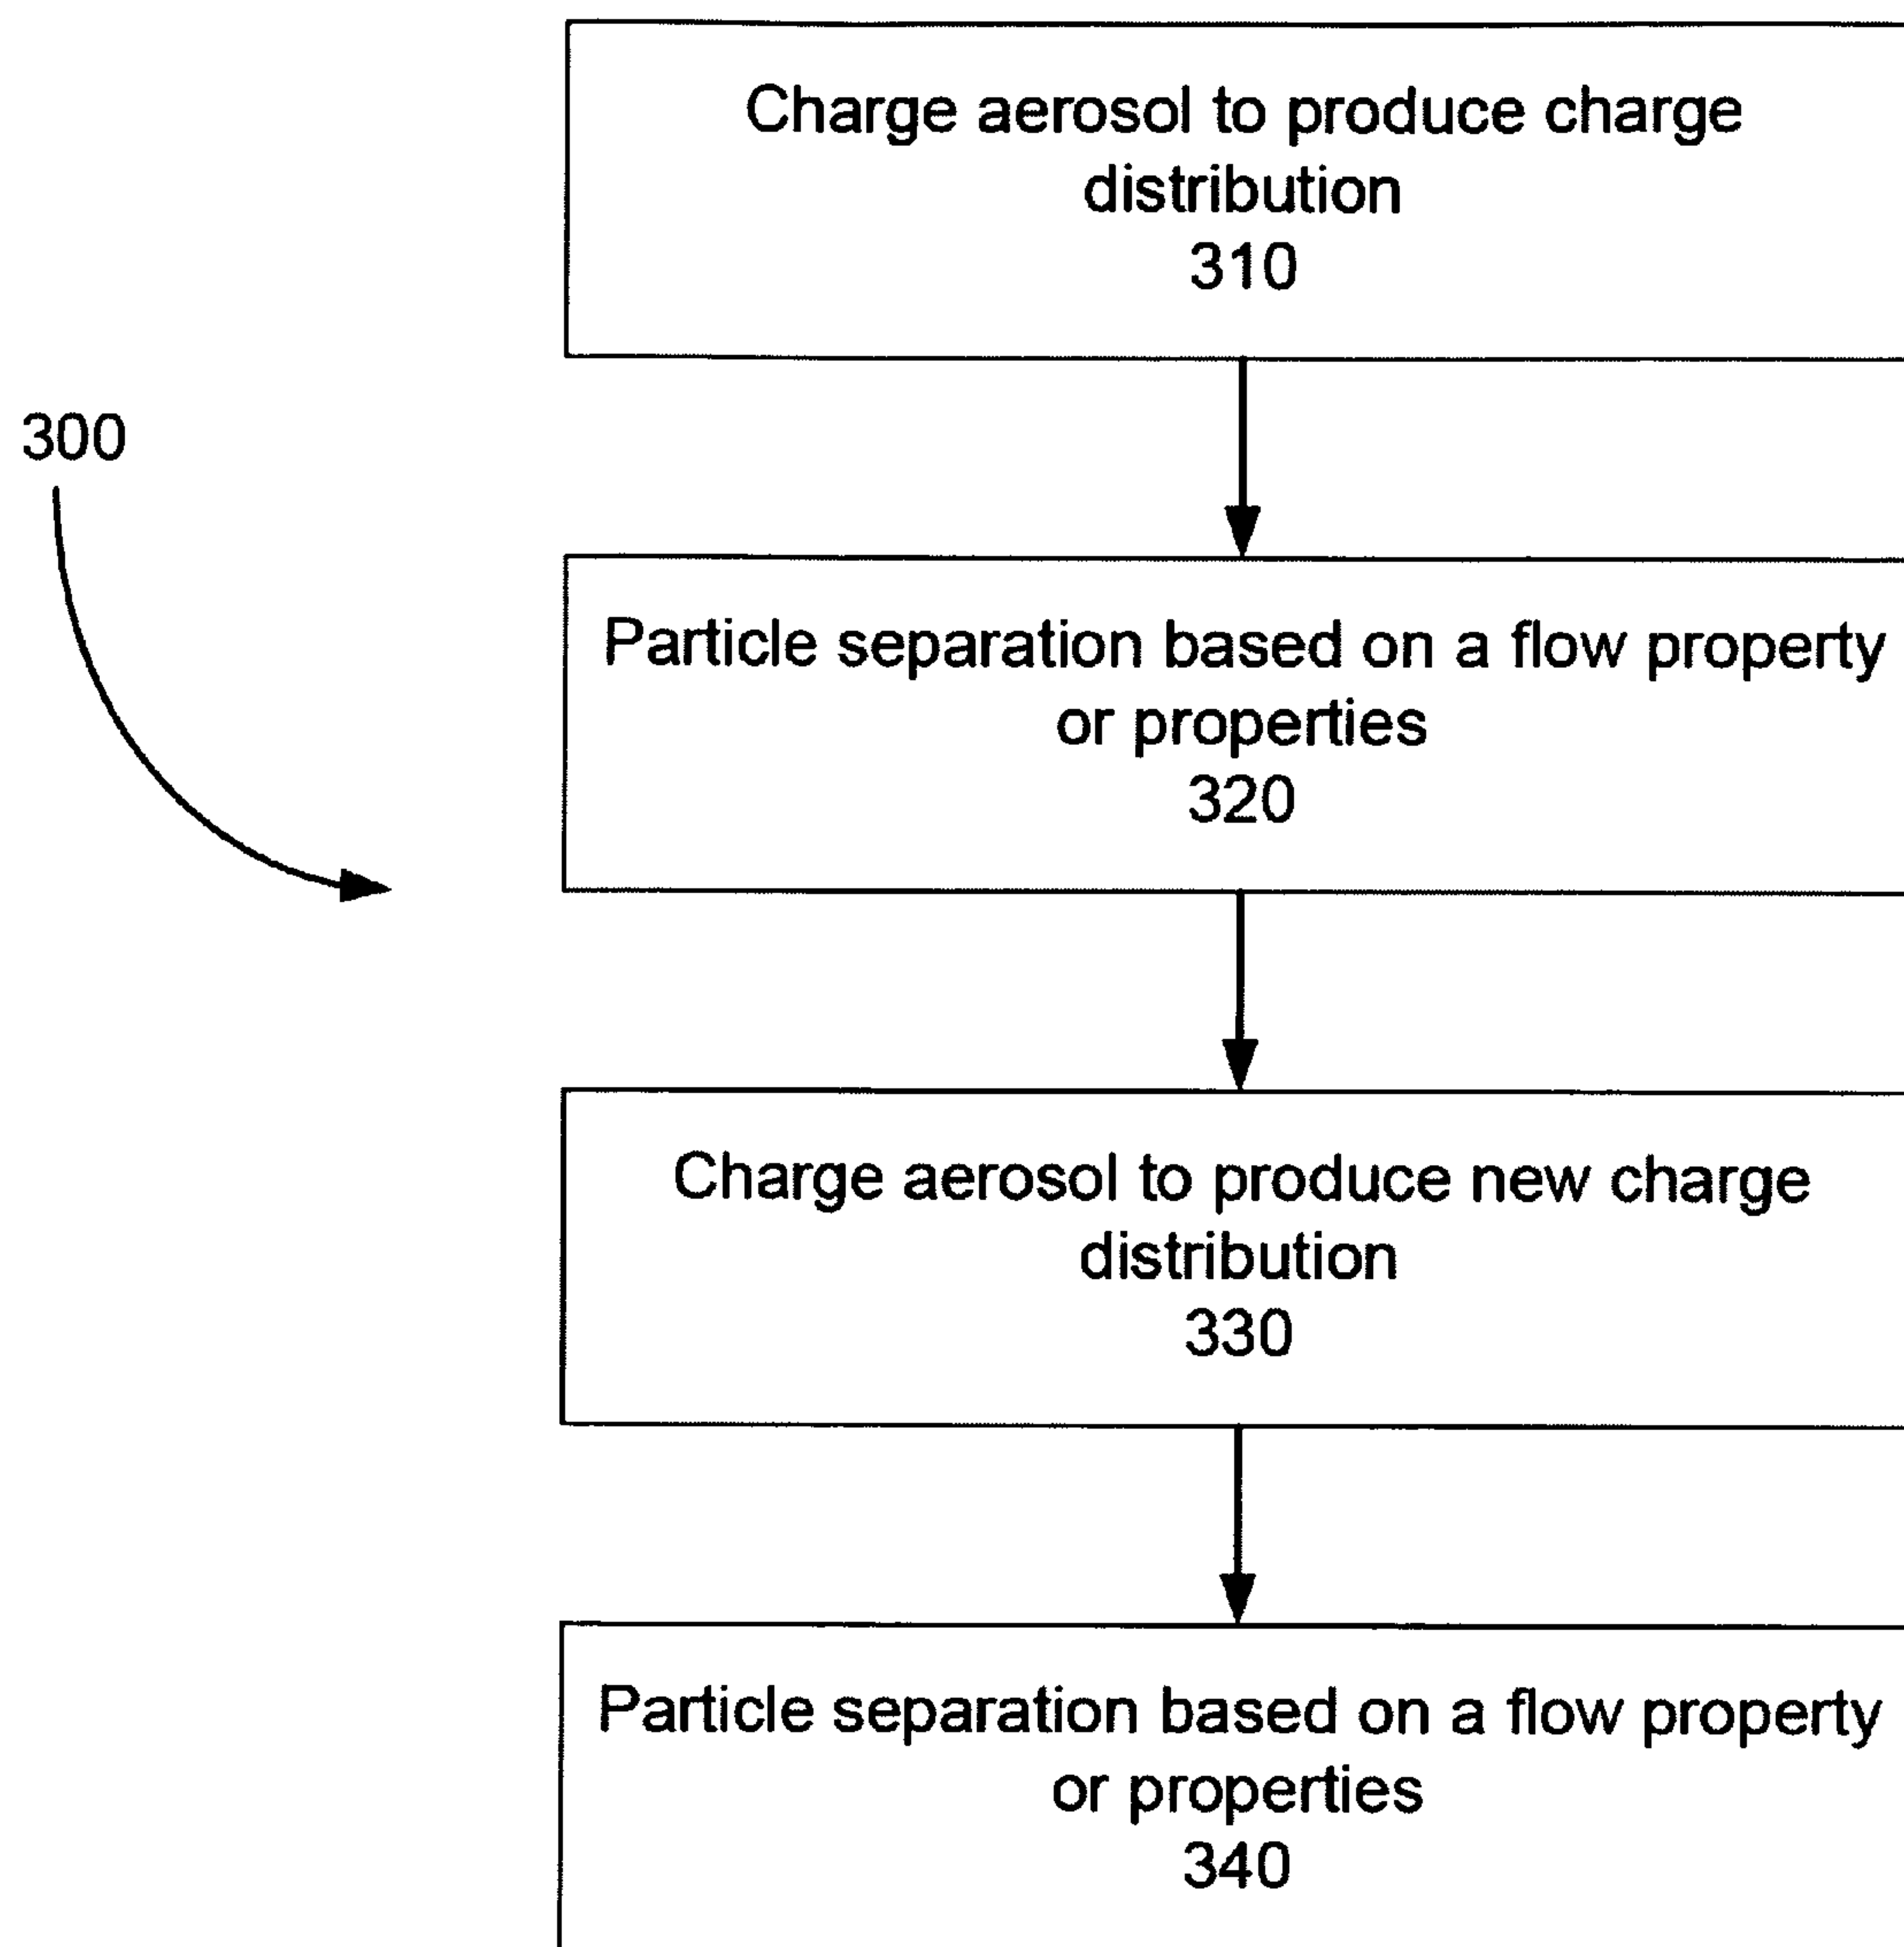 Charge aerosol to produce charge
distribution
310
300
Particle separation based on a flow property
or properties
320
Charge aerosol to produce new charge
distribution
330
Particle separation based on a flow property
or properties
340